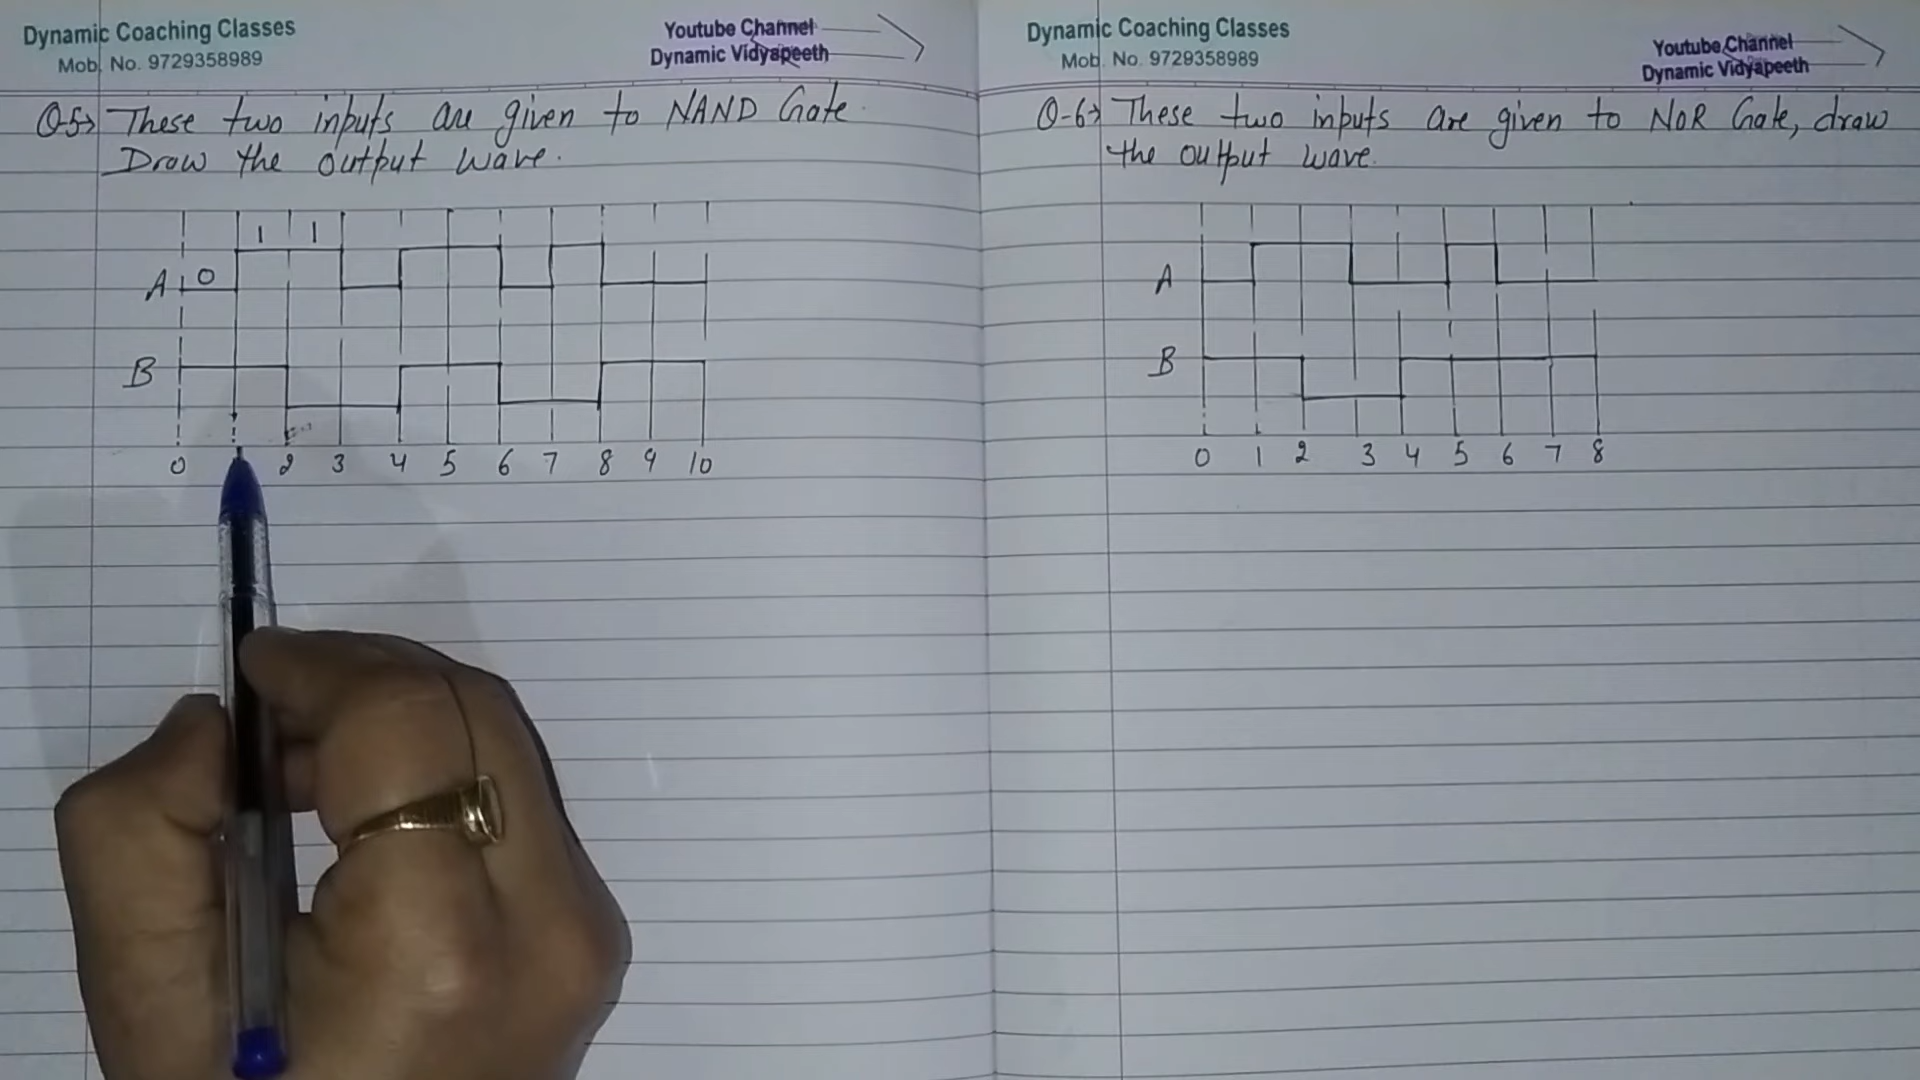 Dynamic Coaching Classes
Mob. No. 9729358989
Youtube Channel
Dynamic Vidyapeeth
Q-5→ These two inputs are given to NAND Gate.
Draw the output wave.
1 1
A 0
B
0 2 3 4 5 6 7 8 9 10
Dynamic Coaching Classes
Mob. No. 9729358989
Youtube Channel
Dynamic Vidyapeeth
Q-6→ These two inputs are given to NOR Gate, draw
the output wave.
A
B
0 1 2 3 4 5 6 7 8